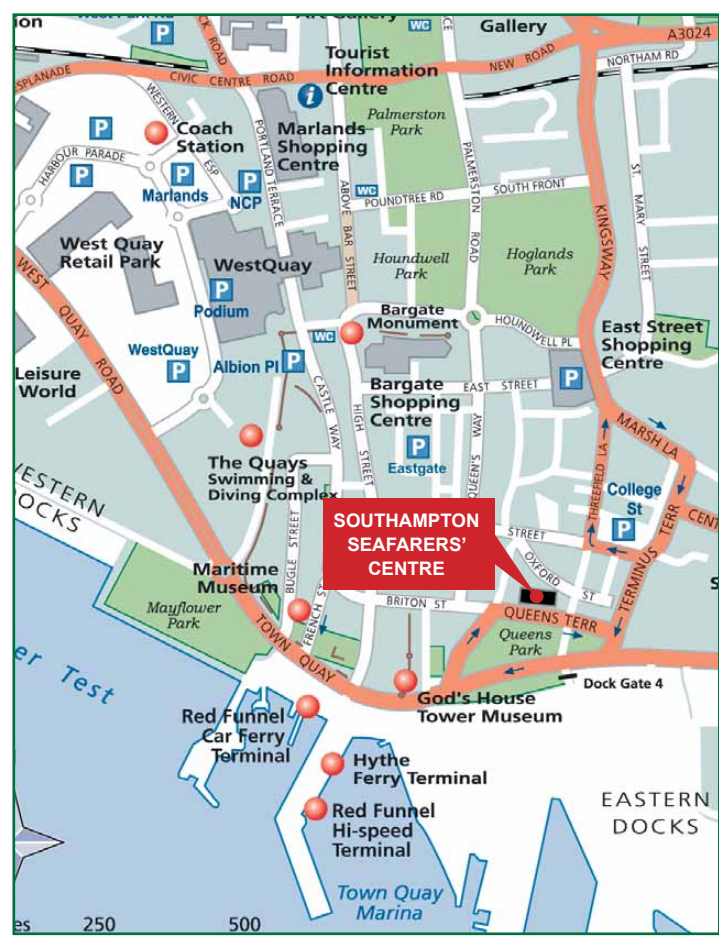 WC
Gallery
P
A3024
NORTHAM RD
NEW ROAD
Tourist
Information
Centre
CIVIC CENTRE ROAD
ESPLANADE
WESTERN
ESP
i
Palmerston
Park
P
Coach
Station
Marlands
Shopping
Centre
PORTLAND TERRACE
PALMERSTON
ROAD
HARBOUR PARADE
P
P
Marlands
P
NCP
WC
SOUTH FRONT
POUNDTREE RD
ABOVE BAR STREET
ST. MARY STREET
KINGSWAY
West Quay
Retail Park
WestQuay
Houndwell
Park
Hoglands
Park
WEST QUAY ROAD
P
Podium
Bargate
Monument
HOUNDWELL PL
East Street
Shopping
Centre
WC
WestQuay
P
Albion Pl
P
Leisure
World
P
Bargate
Shopping
Centre
EAST STREET
CASTLE WAY
HIGH
STREET
QUEEN'S WAY
MARSH LA
P
Eastgate
THREEFIELD LA
The Quays
Swimming &
Diving Complex
WESTERN
DOCKS
College
St
P
SOUTHAMPTON
SEAFARERS'
CENTRE
STREET
OXFORD
ST
TERMINUS TERR
BUGLE STREET
Maritime
Museum
Mayflower
Park
FRENCH ST
BRITON ST
QUEENS TERR
Queens
Park
TOWN QUAY
er Test
God's House
Tower Museum
Dock Gate 4
Red Funnel
Car Ferry
Terminal
Hythe
Ferry Terminal
Red Funnel
Hi-speed
Terminal
EASTERN
DOCKS
Town Quay
Marina
es 250 500